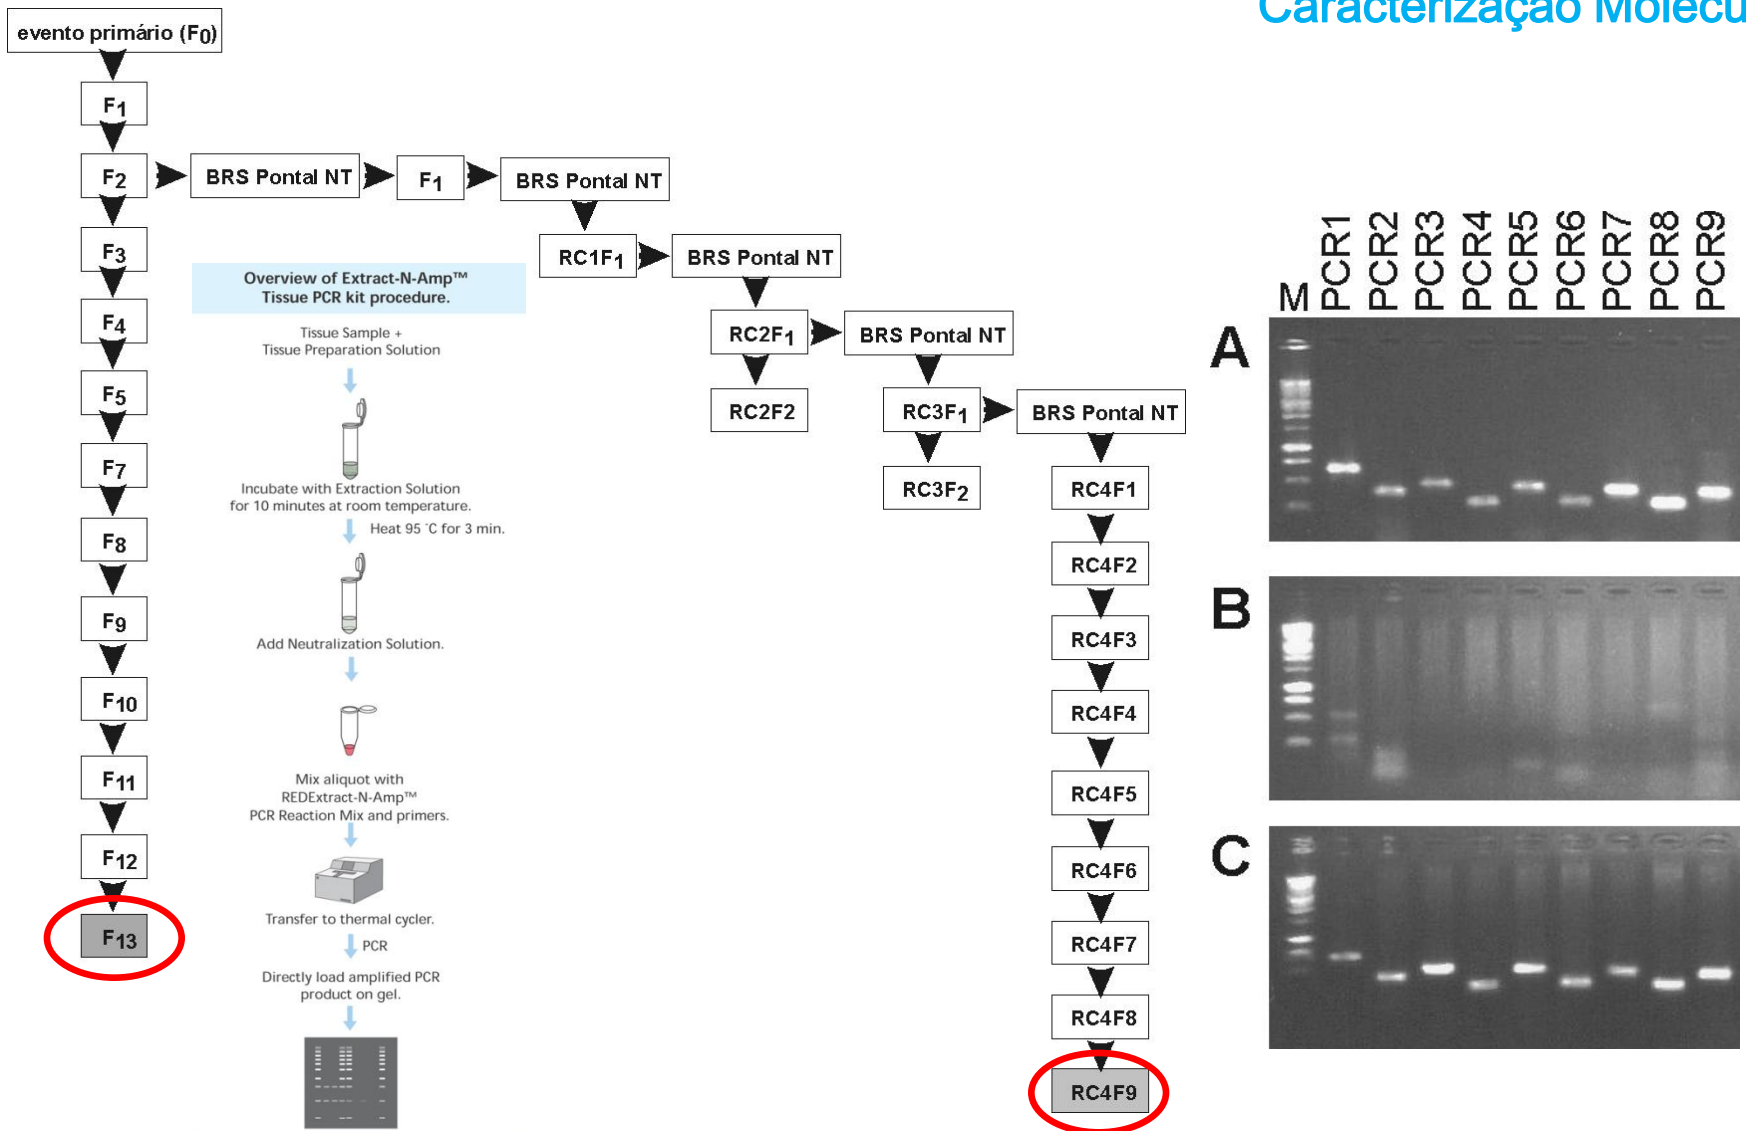 Caracterização Molecu
evento primário (F0)
F1
F2
BRS Pontal NT
F1
BRS Pontal NT
F3
RC1F1
BRS Pontal NT
F4
RC2F1
BRS Pontal NT
F5
RC2F2
RC3F1
BRS Pontal NT
F7
RC3F2
RC4F1
F8
RC4F2
F9
RC4F3
F10
RC4F4
F11
RC4F5
F12
RC4F6
F13
RC4F7
RC4F8
RC4F9
Overview of Extract-N-Amp™
Tissue PCR kit procedure.
Tissue Sample +
Tissue Preparation Solution
Incubate with Extraction Solution
for 10 minutes at room temperature.
Heat 95 °C for 3 min.
Add Neutralization Solution.
Mix aliquot with
REDExtract-N-Amp™
PCR Reaction Mix and primers.
Transfer to thermal cycler.
PCR
Directly load amplified PCR
product on gel.
M PCR1 PCR2 PCR3 PCR4 PCR5 PCR6 PCR7 PCR8 PCR9
A
B
C